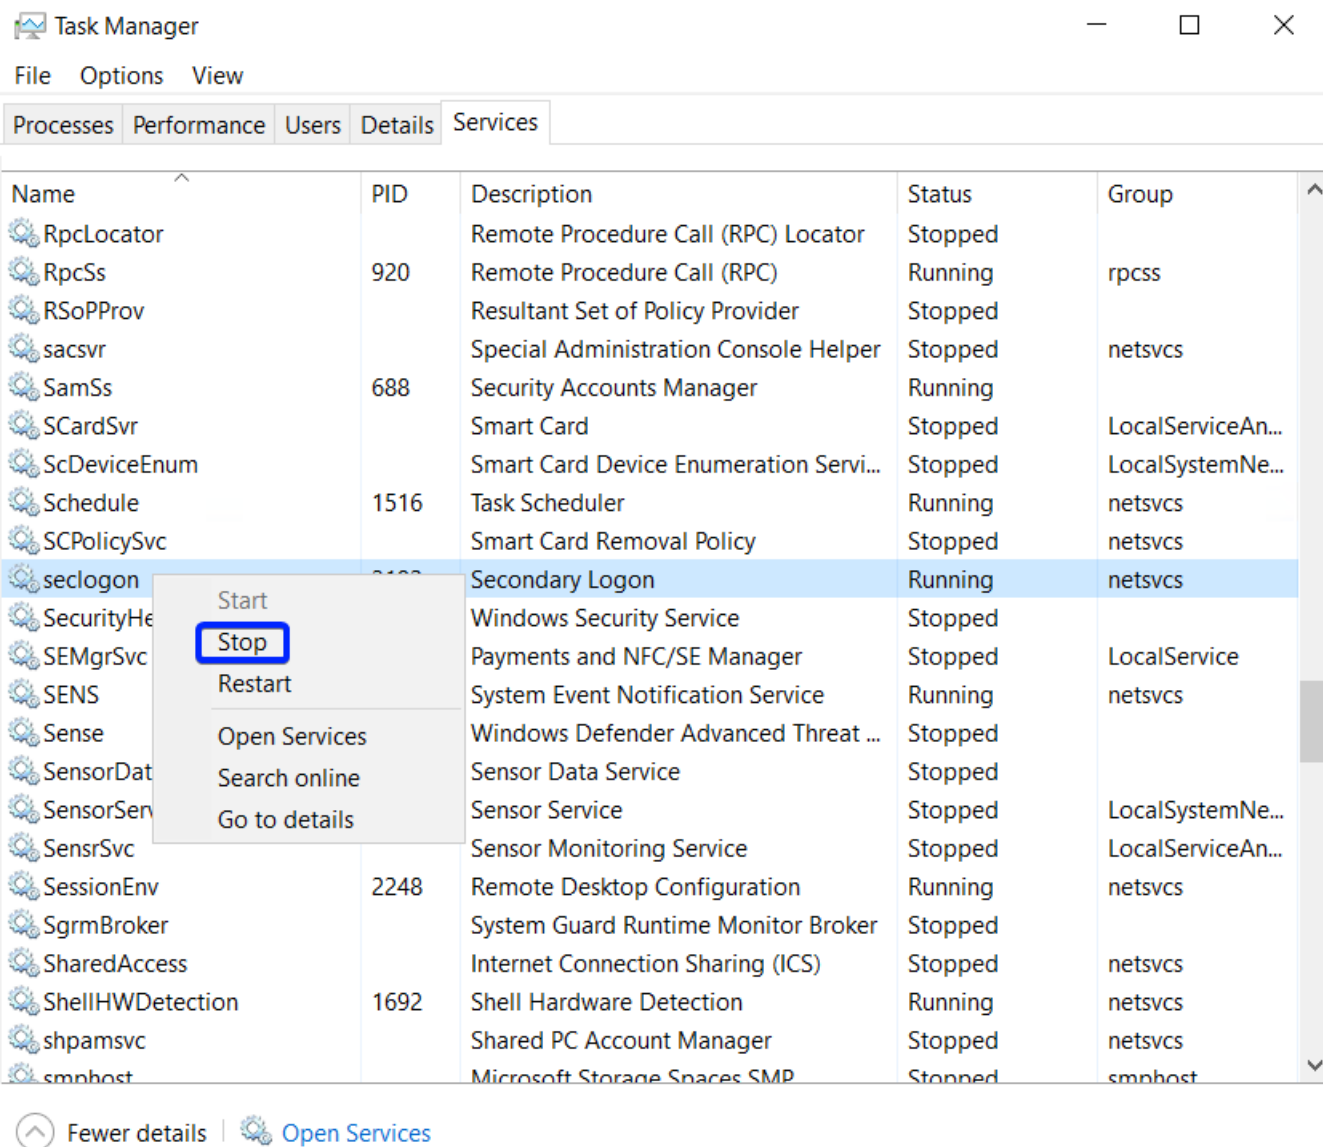 Task Manager
File Options View
Processes Performance Users Details Services
Name PID Description Status Group
RpcLocator Remote Procedure Call (RPC) Locator Stopped
RpcSs 920 Remote Procedure Call (RPC) Running rpcss
RSoPProv Resultant Set of Policy Provider Stopped
sacsvr Special Administration Console Helper Stopped netsvcs
SamSs 688 Security Accounts Manager Running
SCardSvr Smart Card Stopped LocalServiceAn...
ScDeviceEnum Smart Card Device Enumeration Servi... Stopped LocalSystemNe...
Schedule 1516 Task Scheduler Running netsvcs
SCPolicySvc Smart Card Removal Policy Stopped netsvcs
seclogon Secondary Logon Running netsvcs
Start
SecurityHe Windows Security Service Stopped
Stop
SEMgrSvc Payments and NFC/SE Manager Stopped LocalService
Restart
SENS System Event Notification Service Running netsvcs
Sense Windows Defender Advanced Threat ... Stopped
Open Services
SensorDat Sensor Data Service Stopped
Search online
SensorServ Sensor Service Stopped LocalSystemNe...
Go to details
SensrSvc Sensor Monitoring Service Stopped LocalServiceAn...
SessionEnv 2248 Remote Desktop Configuration Running netsvcs
SgrmBroker System Guard Runtime Monitor Broker Stopped
SharedAccess Internet Connection Sharing (ICS) Stopped netsvcs
ShellHWDetection 1692 Shell Hardware Detection Running netsvcs
shpamsvc Shared PC Account Manager Stopped netsvcs
smphost Microsoft Storage Spaces SMP Stopped smphost
Fewer details Open Services